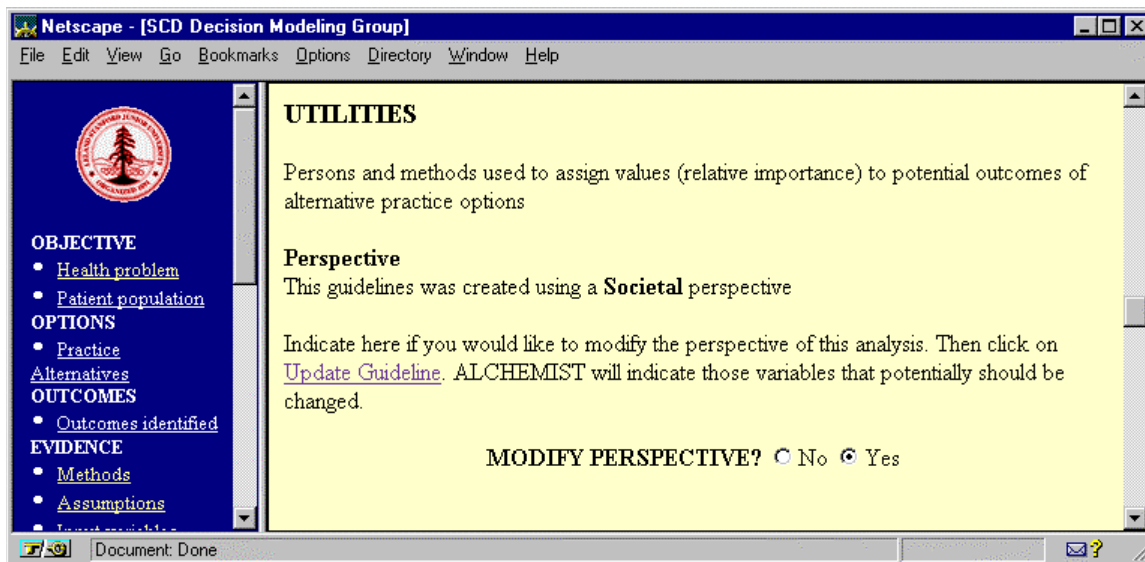 Netscape - [SCD Decision Modeling Group]
File Edit View Go Bookmarks Options Directory Window Help
OBJECTIVE
Health problem
Patient population
OPTIONS
Practice
Alternatives
OUTCOMES
Outcomes identified
EVIDENCE
Methods
Assumptions
UTILITIES
Persons and methods used to assign values (relative importance) to potential outcomes of
alternative practice options
Perspective
This guidelines was created using a Societal perspective
Indicate here if you would like to modify the perspective of this analysis. Then click on
Update Guideline. ALCHEMIST will indicate those variables that potentially should be
changed.
MODIFY PERSPECTIVE? No Yes
Document: Done